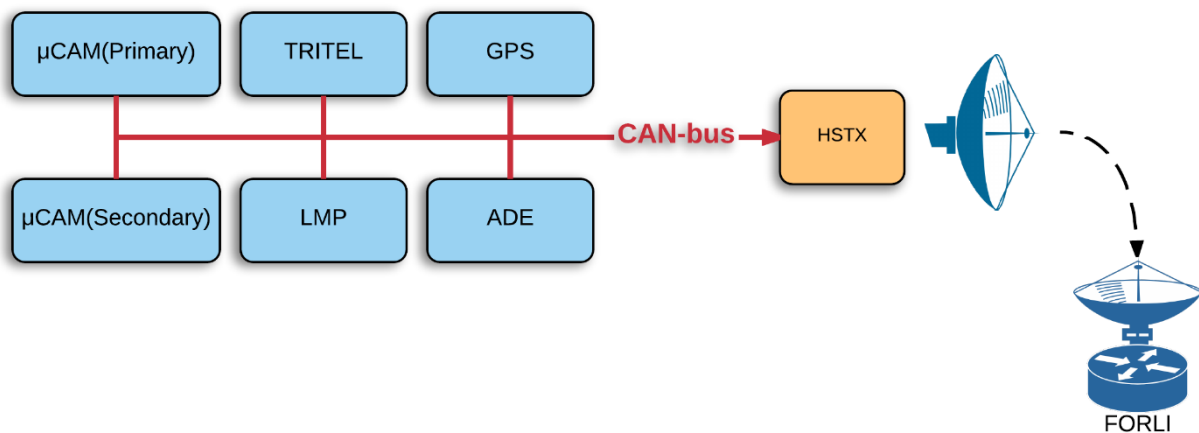 µCAM(Primary)
TRITEL
GPS
CAN-bus
HSTX
µCAM(Secondary)
LMP
ADE
FORLI